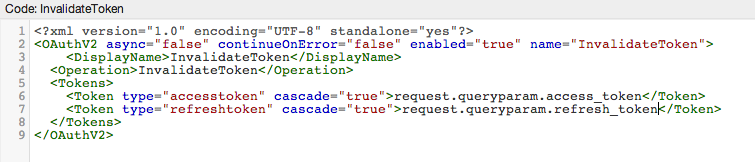 Code: InvalidateToken
1 <?xml version="1.0" encoding="UTF-8" standalone="yes"?>
2 <OAuthV2 async="false" continueOnError="false" enabled="true" name="InvalidateToken">
3 <DisplayName>InvalidateToken</DisplayName>
4 <Operation>InvalidateToken</Operation>
5 <Tokens>
6 <Token type="accesstoken" cascade="true">request.queryparam.access_token</Token>
7 <Token type="refreshtoken" cascade="true">request.queryparam.refresh_token</Token>
8 </Tokens>
9 </OAuthV2>